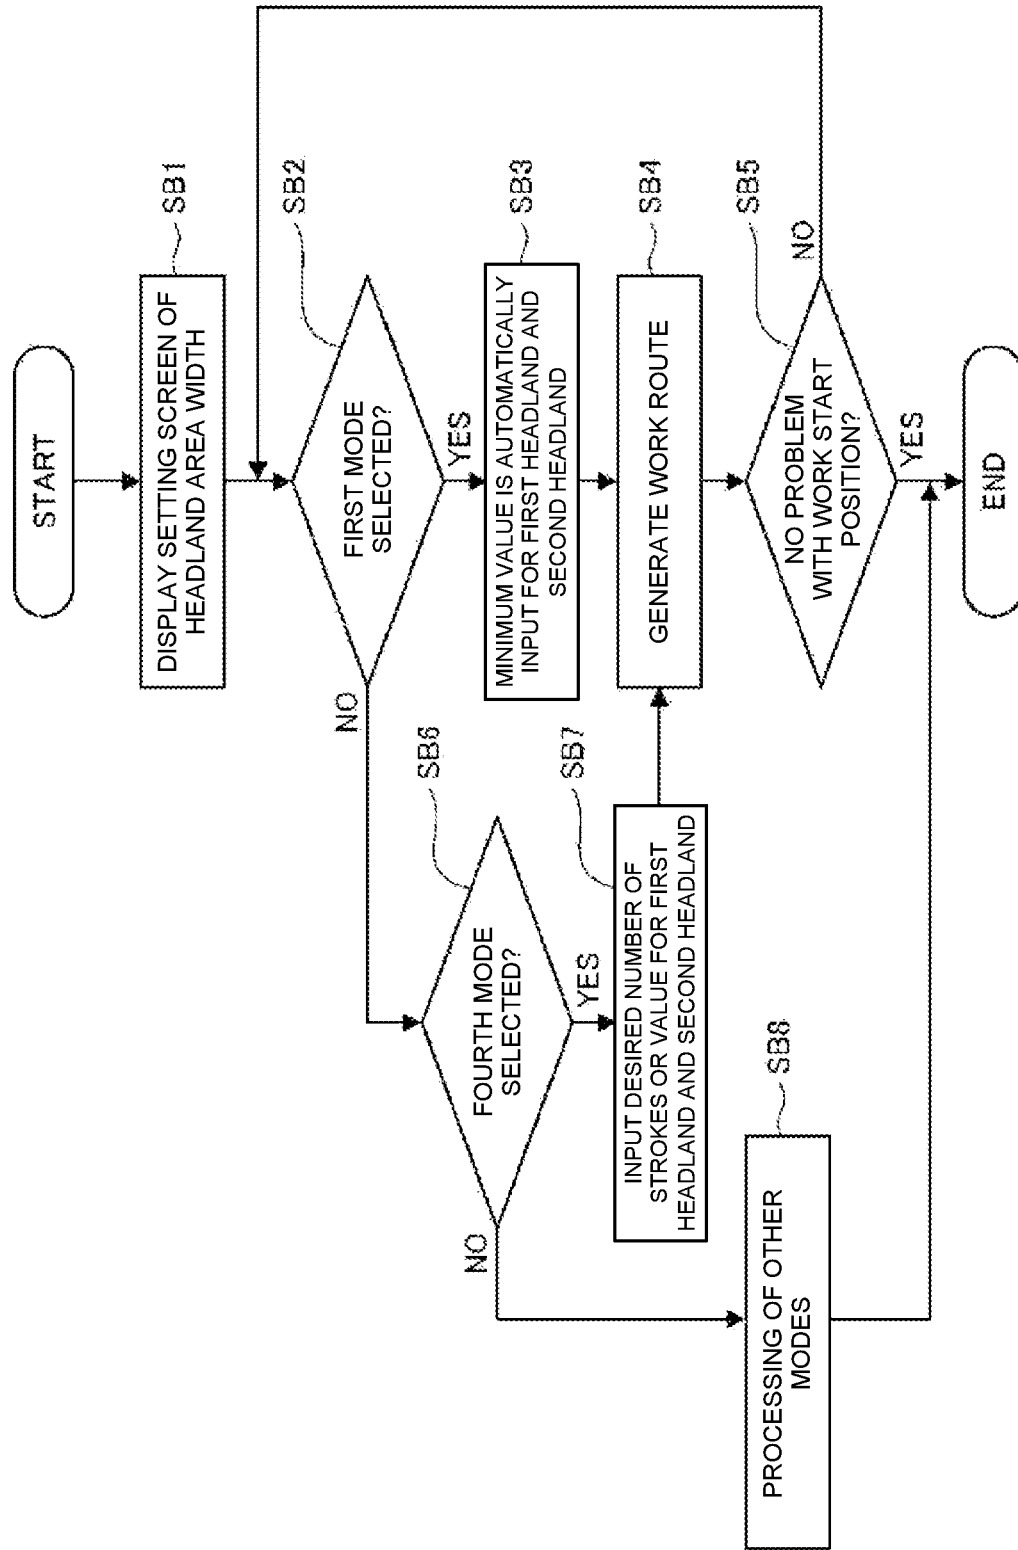 START
SB1
DISPLAY SETTING SCREEN OF
HEADLAND AREA WIDTH
SB2
FIRST MODE
SELECTED?
NO
YES
SB3
MINIMUM VALUE IS AUTOMATICALLY
INPUT FOR FIRST HEADLAND AND
SECOND HEADLAND
SB4
GENERATE WORK ROUTE
SB5
NO PROBLEM
WITH WORK START
POSITION?
NO
YES
END
SB6
FOURTH MODE
SELECTED?
NO
YES
SB7
INPUT DESIRED NUMBER OF
STROKES OR VALUE FOR FIRST
HEADLAND AND SECOND HEADLAND
SB8
PROCESSING OF OTHER
MODES